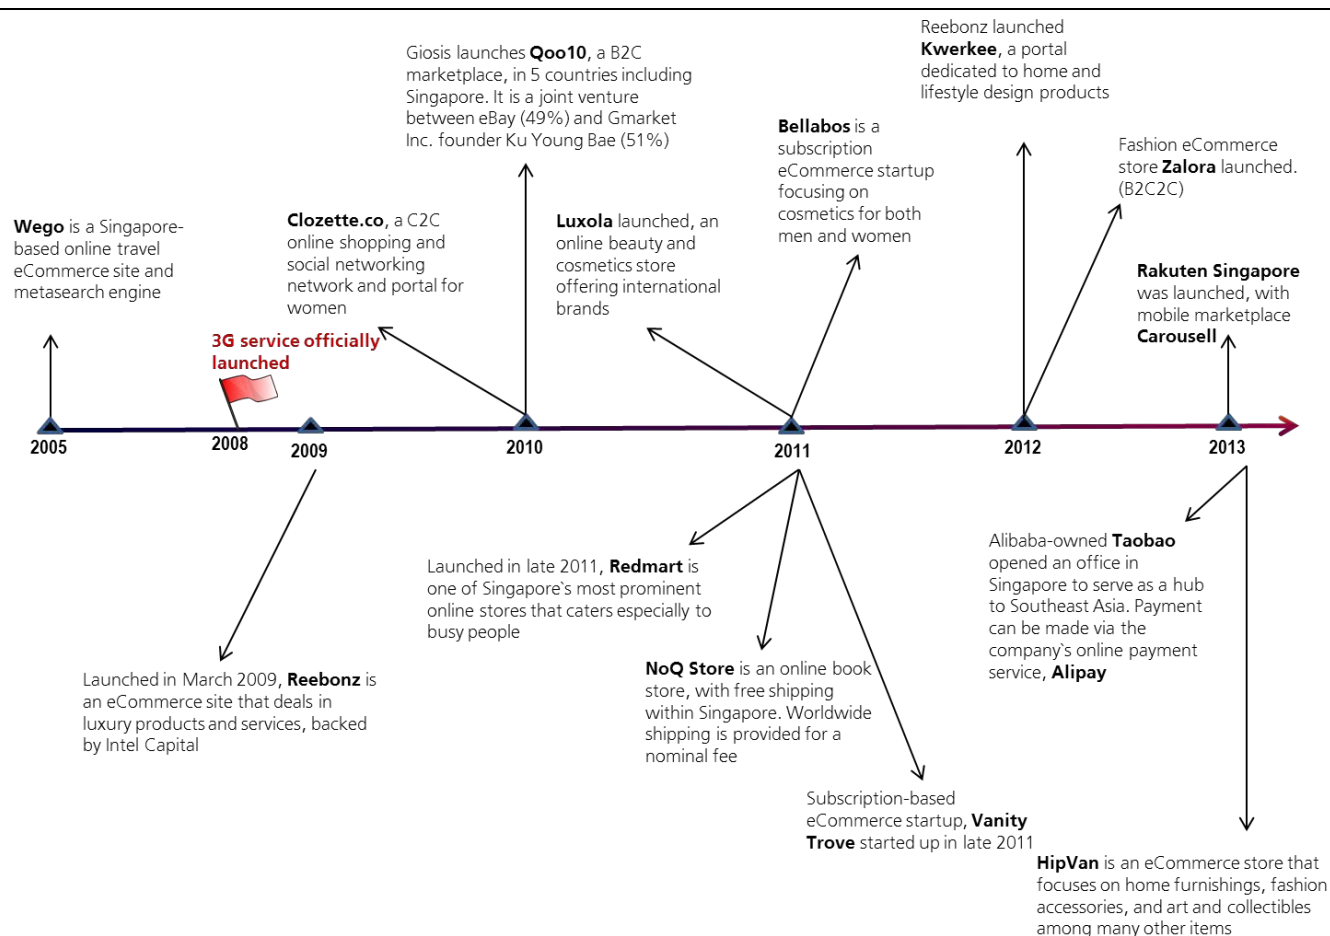 Reebonz launched
Kwerkee, a portal
dedicated to home and
lifestyle design products
Giosis launches Qoo10, a B2C
marketplace, in 5 countries including
Singapore. It is a joint venture
between eBay (49%) and Gmarket
Inc. founder Ku Young Bae (51%)
Bellabos is a
subscription
eCommerce startup
focusing on
cosmetics for both
men and women
Fashion eCommerce
store Zalora launched.
(B2C2C)
Wego is a Singapore-
based online travel
eCommerce site and
metasearch engine
Clozette.co, a C2C
online shopping and
social networking
network and portal for
women
Luxola launched, an
online beauty and
cosmetics store
offering international
brands
Rakuten Singapore
was launched, with
mobile marketplace
Carousell
3G service officially
launched
2005
2008
2009
2010
2011
2012
2013
Launched in late 2011, Redmart is
one of Singapore`s most prominent
online stores that caters especially to
busy people
Alibaba-owned Taobao
opened an office in
Singapore to serve as a hub
to Southeast Asia. Payment
can be made via the
company`s online payment
service, Alipay
Launched in March 2009, Reebonz is
an eCommerce site that deals in
luxury products and services, backed
by Intel Capital
NoQ Store is an online book
store, with free shipping
within Singapore. Worldwide
shipping is provided for a
nominal fee
Subscription-based
eCommerce startup, Vanity
Trove started up in late 2011
HipVan is an eCommerce store that
focuses on home furnishings, fashion
accessories, and art and collectibles
among many other items